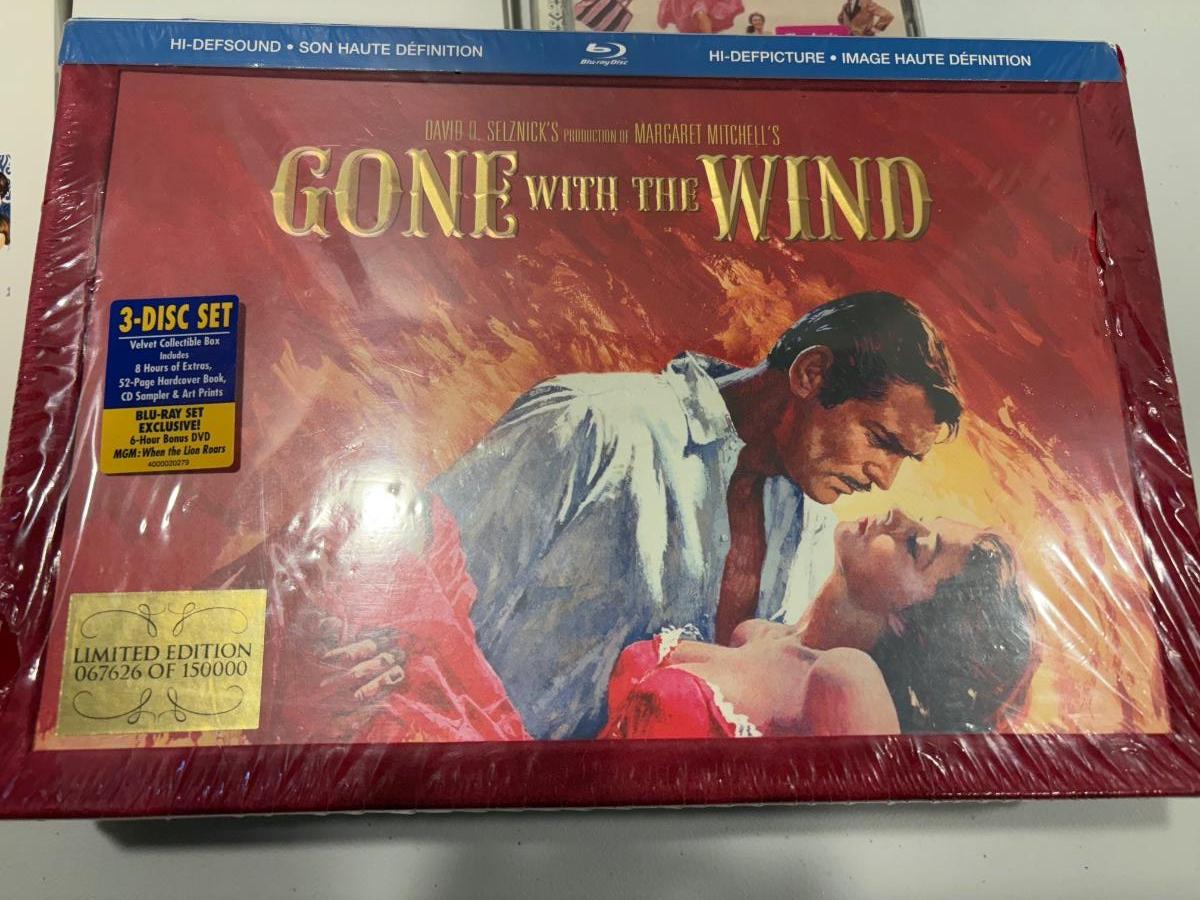 HI-DEFSOUND • SON HAUTE DÉFINITION
Blu-ray Disc
HI-DEFPICTURE • IMAGE HAUTE DÉFINITION
DAVID O. SELZNICK'S PRODUCTION OF MARGARET MITCHELL'S
GONE WITH THE WIND
3-DISC SET
Velvet Collectible Box
Includes
8 Hours of Extras,
52-Page Hardcover Book,
CD Sampler & Art Prints
BLU-RAY SET
EXCLUSIVE!
6-Hour Bonus DVD
MGM: When the Lion Roars
4000020279
LIMITED EDITION
067626 OF 150000